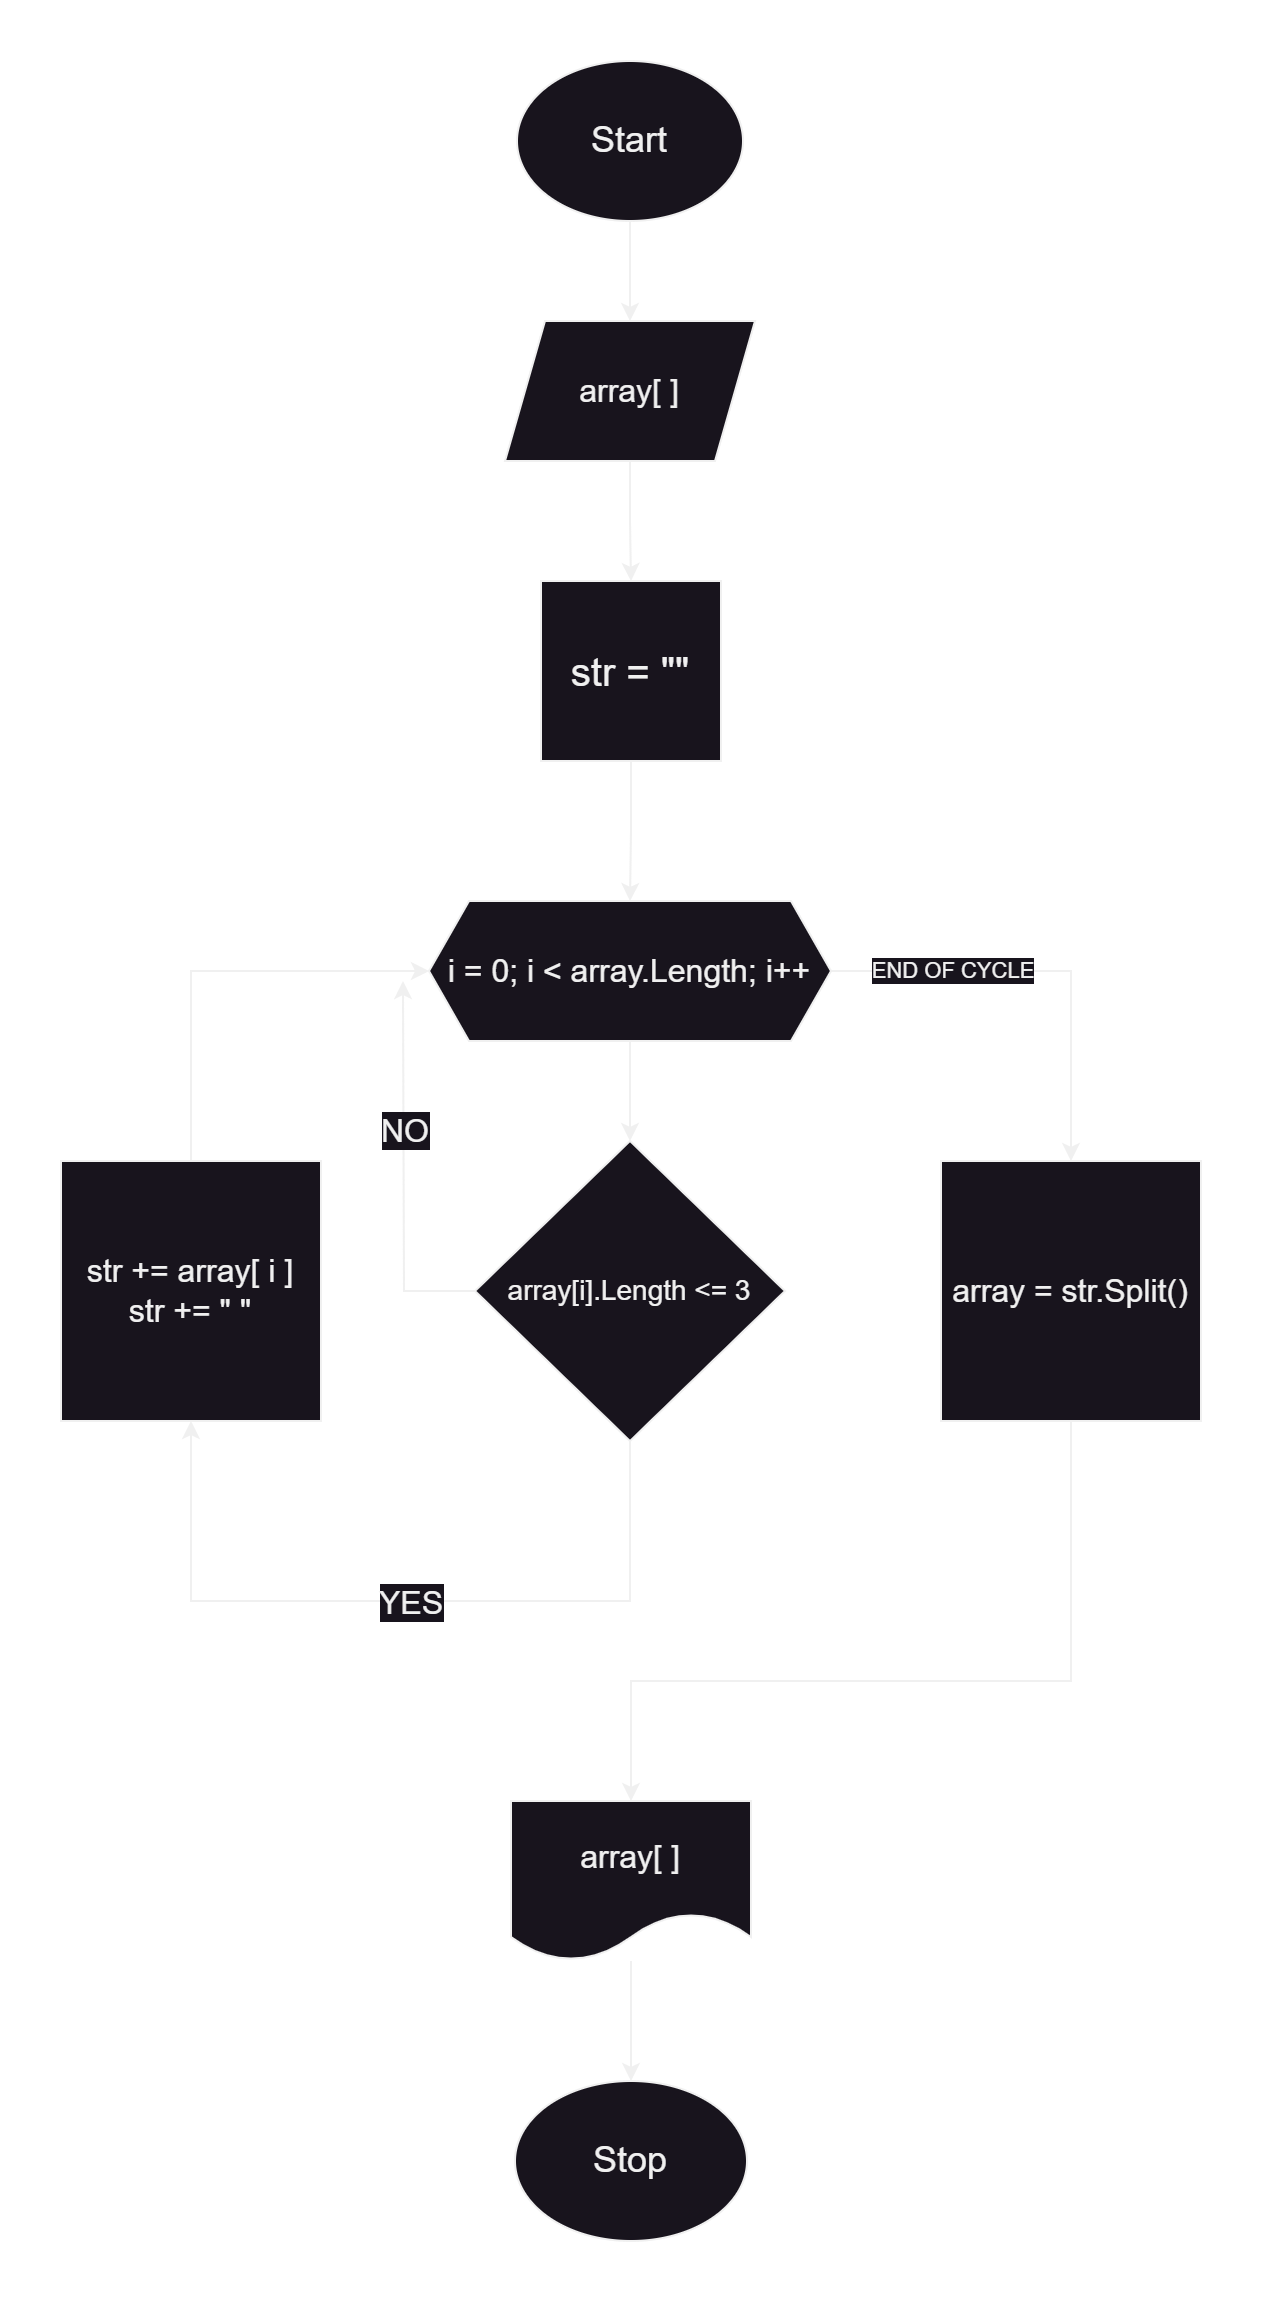 Start
array[ ]
str = ""
i = 0; i < array.Length; i++
END OF CYCLE
NO
str += array[ i ]
str += " "
array[i].Length <= 3
array = str.Split()
YES
array[ ]
Stop